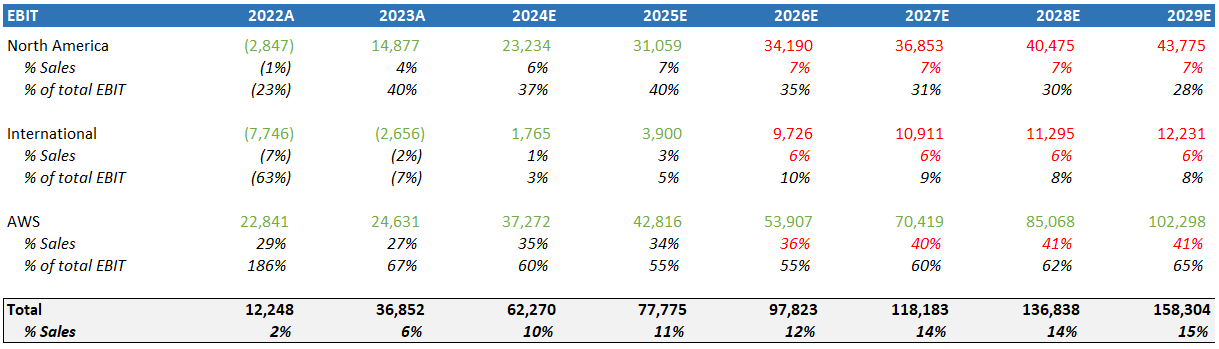 EBIT 2022A 2023A 2024E 2025E 2026E 2027E 2028E 2029E
North America (2,847) 14,877 23,234 31,059 34,190 36,853 40,475 43,775
% Sales (1%) 4% 6% 7% 7% 7% 7% 7%
% of total EBIT (23%) 40% 37% 40% 35% 31% 30% 28%
International (7,746) (2,656) 1,765 3,900 9,726 10,911 11,295 12,231
% Sales (7%) (2%) 1% 3% 6% 6% 6% 6%
% of total EBIT (63%) (7%) 3% 5% 10% 9% 8% 8%
AWS 22,841 24,631 37,272 42,816 53,907 70,419 85,068 102,298
% Sales 29% 27% 35% 34% 36% 40% 41% 41%
% of total EBIT 186% 67% 60% 55% 55% 60% 62% 65%
Total 12,248 36,852 62,270 77,775 97,823 118,183 136,838 158,304
% Sales 2% 6% 10% 11% 12% 14% 14% 15%